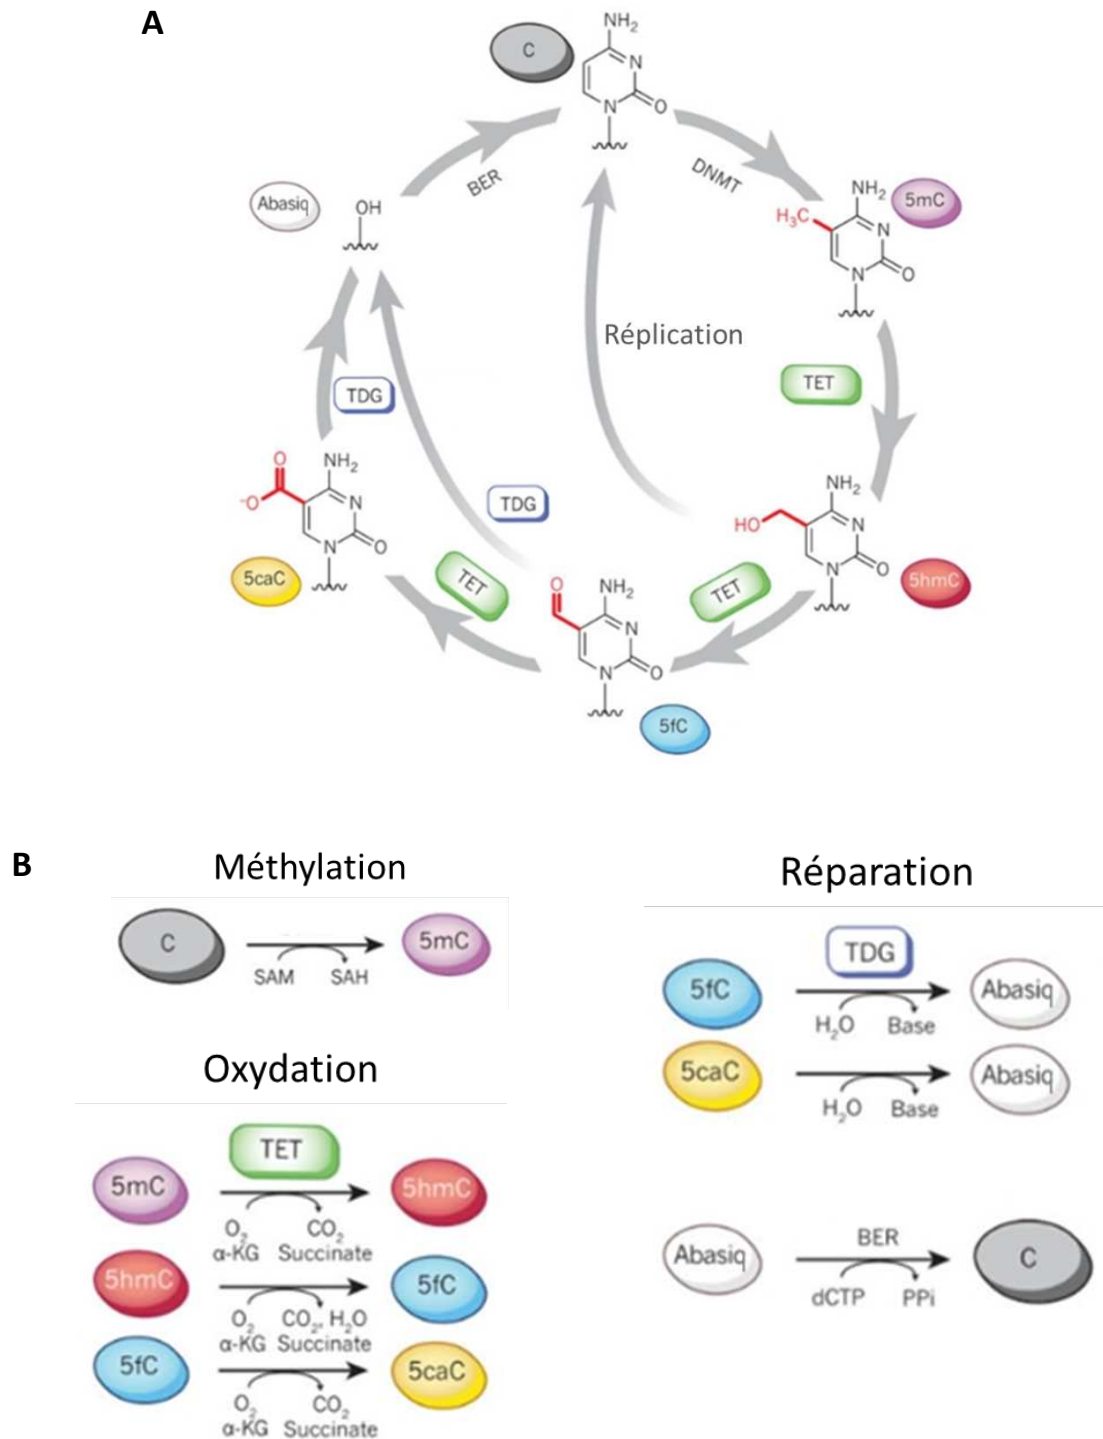 A
C
NH2
N
N
O
BER
DNMT
Abasiq
OH
H3C
NH2
5mC
N
N
O
Réplication
TET
TDG
O
NH2
-O
N
N
O
5caC
TDG
TET
NH2
HO
N
N
O
5hmC
TET
O
NH2
N
N
O
5fC
B
Méthylation
C
5mC
SAM SAH
Oxydation
TET
5mC
5hmC
O2 CO2
α-KG Succinate
5hmC
5fC
O2 CO2, H2O
α-KG Succinate
5fC
5caC
O2 CO2
α-KG Succinate
Réparation
TDG
5fC
Abasiq
H2O Base
5caC
Abasiq
H2O Base
Abasiq
BER
C
dCTP PPi